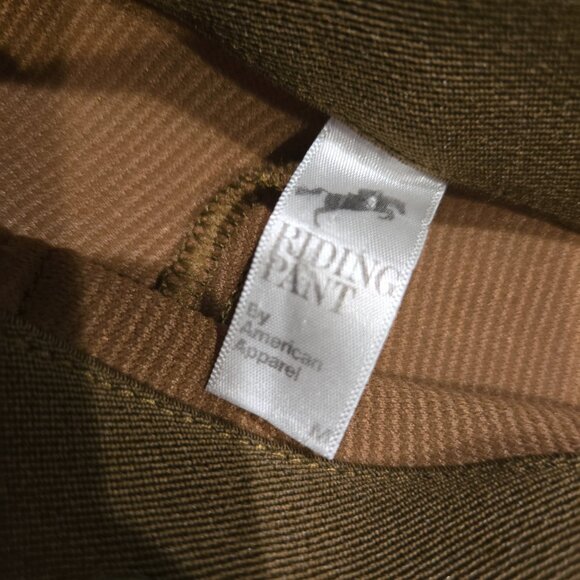 RIDING
PANT
By
American
Apparel
M